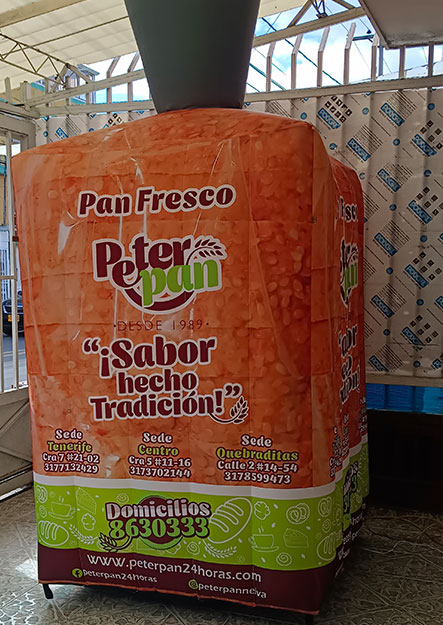 Pan Fresco
Peter
pan
·DESDE 1989·
"¡Sabor
hecho
Tradición!"
Sede
Tenerife
Cra 7 #21-02
3177132429
Sede
Centro
Cra 5 #11-16
3173702144
Sede
Quebraditas
Calle 2 #14-54
3178599473
Domicilios
8630333
www.peterpan24horas.com
peterpan24horas
@peterpanneiva